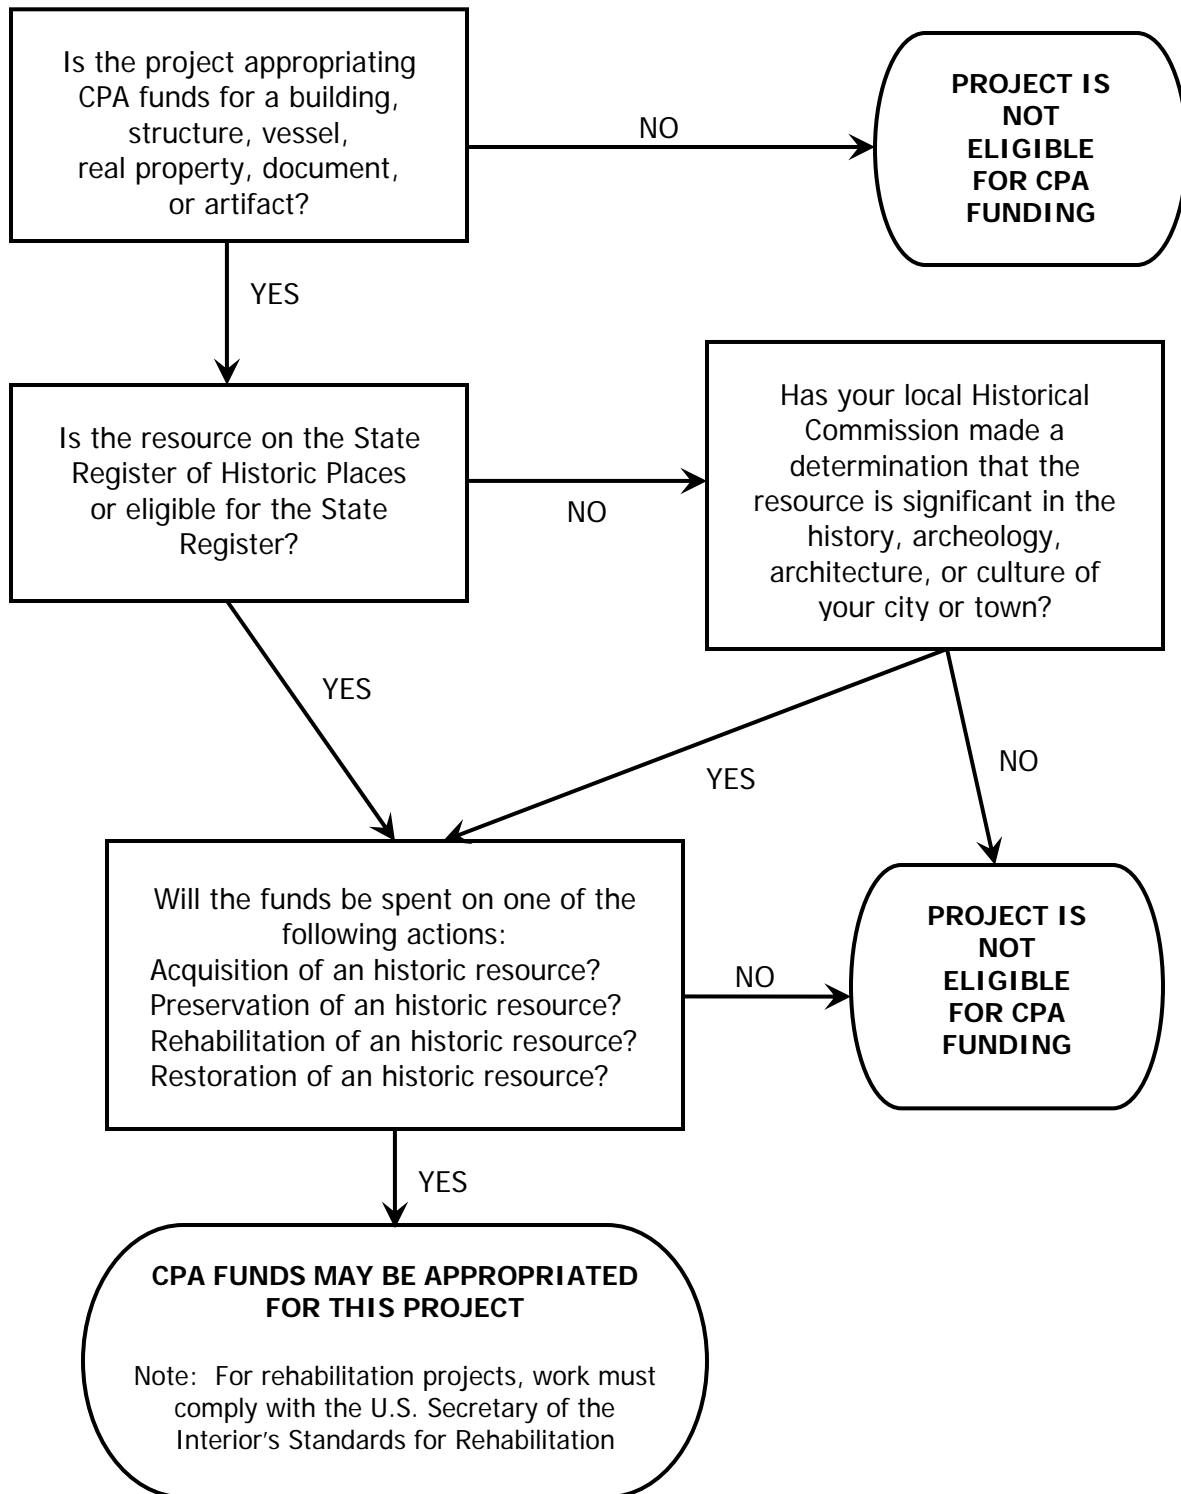 Is the project appropriating
CPA funds for a building,
structure, vessel,
real property, document,
or artifact?
NO
PROJECT IS
NOT
ELIGIBLE
FOR CPA
FUNDING
YES
Is the resource on the State
Register of Historic Places
or eligible for the State
Register?
NO
Has your local Historical
Commission made a
determination that the
resource is significant in the
history, archeology,
architecture, or culture of
your city or town?
YES
YES
NO
Will the funds be spent on one of the
following actions:
Acquisition of an historic resource?
Preservation of an historic resource?
Rehabilitation of an historic resource?
Restoration of an historic resource?
NO
PROJECT IS
NOT
ELIGIBLE
FOR CPA
FUNDING
YES
CPA FUNDS MAY BE APPROPRIATED
FOR THIS PROJECT
Note: For rehabilitation projects, work must
comply with the U.S. Secretary of the
Interior's Standards for Rehabilitation